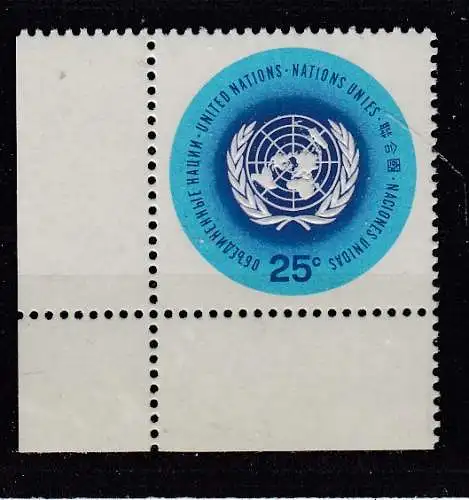 ОБЪЕДИНЕННЫЕ НАЦИИ · UNITED NATIONS · NATIONS UNIES · 聯合國 · NACIONES UNIDAS
25c